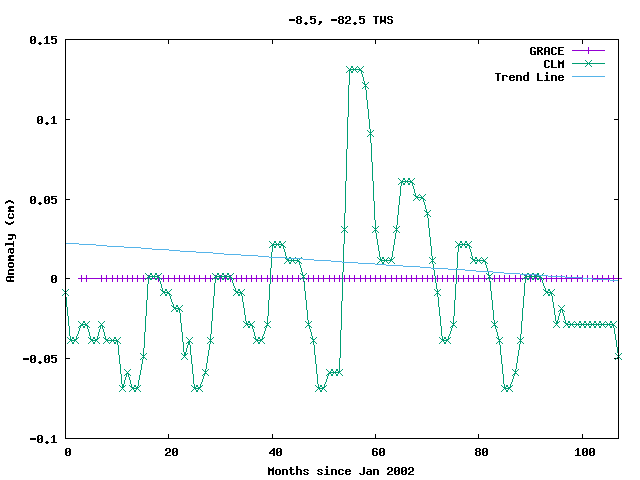 -8.5, -82.5 TWS
0.15
GRACE
CLM
Trend Line
0.1
0.05
0
-0.05
-0.1
Anomaly (cm)
0 20 40 60 80 100
Months since Jan 2002